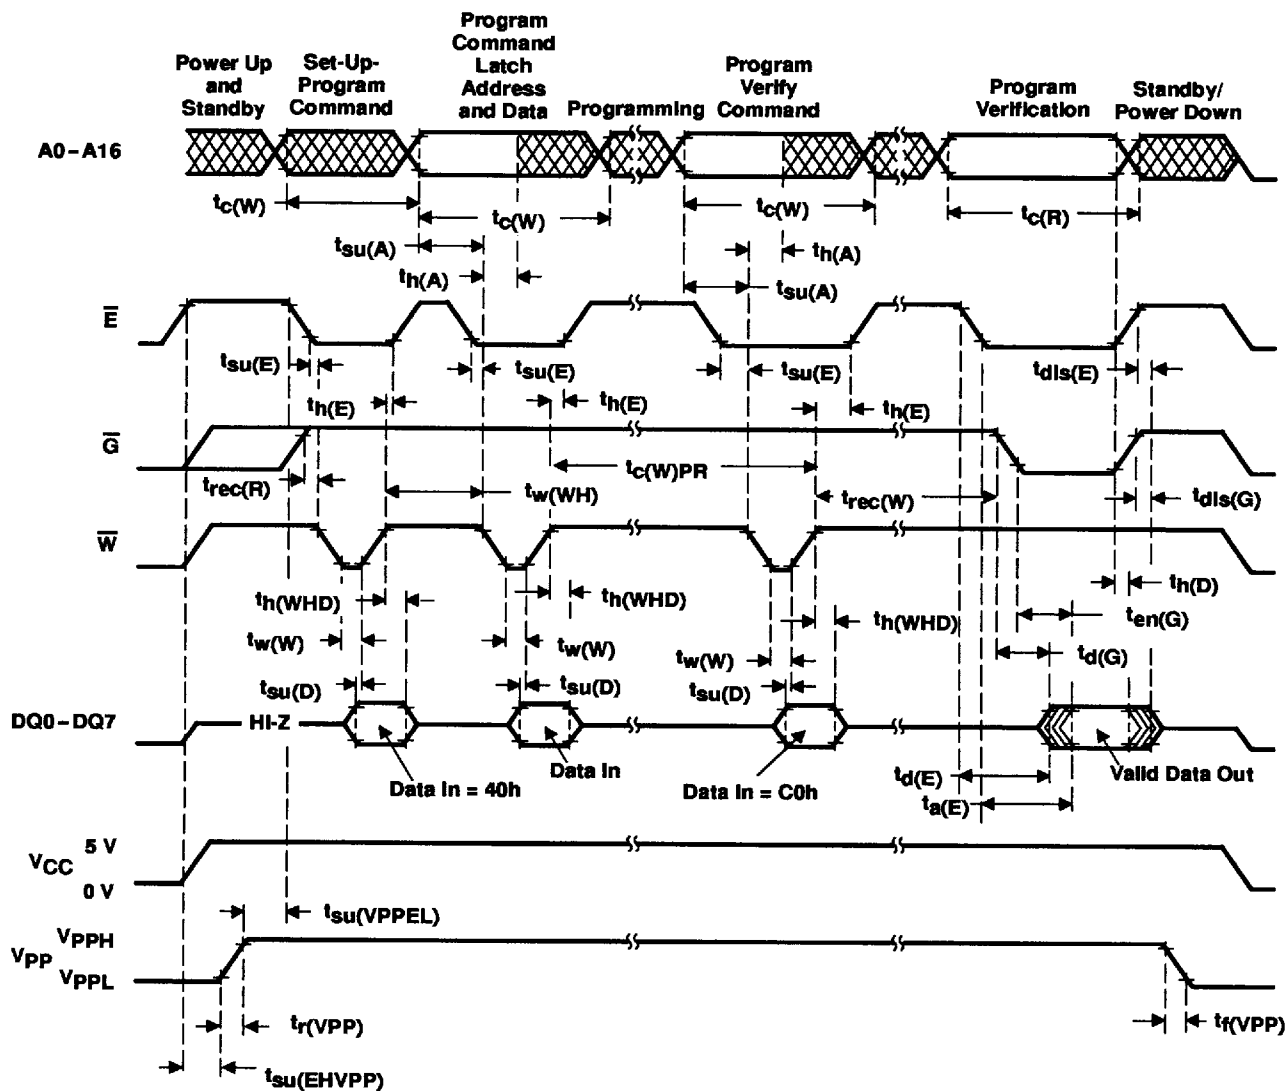 Power Up
and
Standby
Set-Up-
Program
Command
Program
Command
Latch
Address
and Data
Programming
Program
Verify
Command
Program
Verification
Standby/
Power Down
A0–A16
tc(W)
tc(W)
tc(W)
tc(R)
tsu(A)
th(A)
th(A)
tsu(A)
E
tsu(E)
tsu(E)
tsu(E)
tdis(E)
th(E)
th(E)
th(E)
G
trec(R)
tc(W)PR
tw(WH)
trec(W)
tdis(G)
W
th(WHD)
th(WHD)
th(WHD)
th(D)
ten(G)
tw(W)
tw(W)
tw(W)
td(G)
tsu(D)
tsu(D)
tsu(D)
DQ0–DQ7
HI-Z
Data In = 40h
Data In
Data In = C0h
Valid Data Out
td(E)
ta(E)
VCC
5 V
0 V
tsu(VPPEL)
VPP
VPPH
VPPL
tr(VPP)
tf(VPP)
tsu(EHVPP)